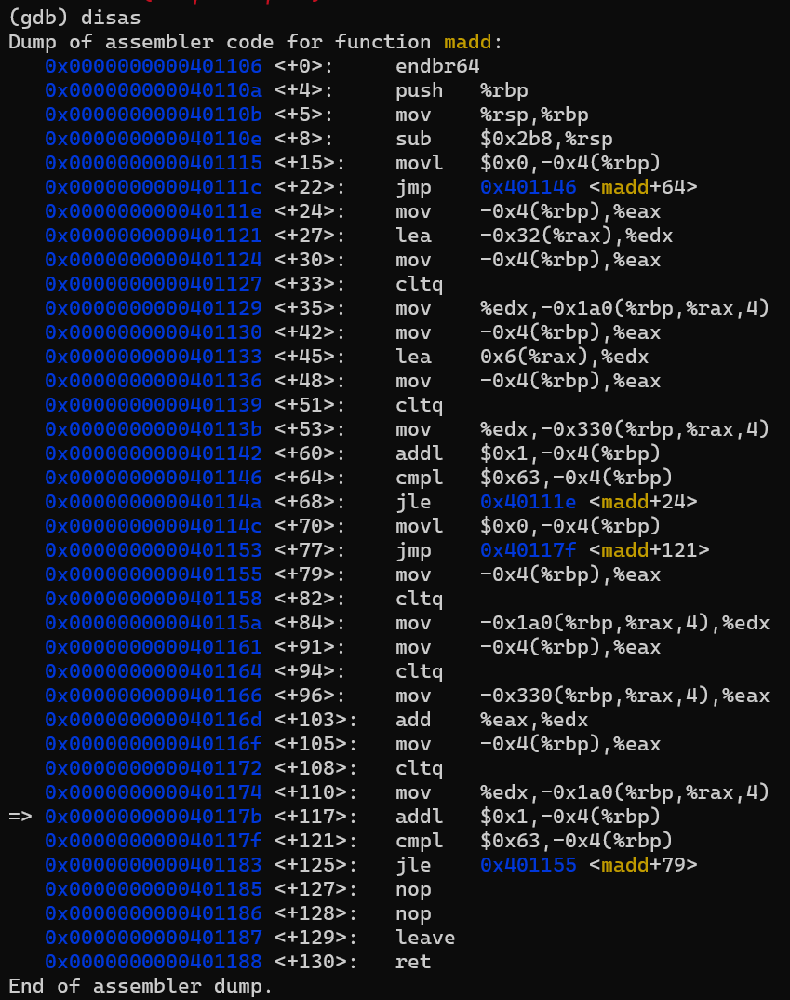 (gdb) disas
Dump of assembler code for function madd:
   0x0000000000401106 <+0>:     endbr64
   0x000000000040110a <+4>:     push   %rbp
   0x000000000040110b <+5>:     mov    %rsp,%rbp
   0x000000000040110e <+8>:     sub    $0x2b8,%rsp
   0x0000000000401115 <+15>:    movl   $0x0,-0x4(%rbp)
   0x000000000040111c <+22>:    jmp    0x401146 <madd+64>
   0x000000000040111e <+24>:    mov    -0x4(%rbp),%eax
   0x0000000000401121 <+27>:    lea    -0x32(%rax),%edx
   0x0000000000401124 <+30>:    mov    -0x4(%rbp),%eax
   0x0000000000401127 <+33>:    cltq
   0x0000000000401129 <+35>:    mov    %edx,-0x1a0(%rbp,%rax,4)
   0x0000000000401130 <+42>:    mov    -0x4(%rbp),%eax
   0x0000000000401133 <+45>:    lea    0x6(%rax),%edx
   0x0000000000401136 <+48>:    mov    -0x4(%rbp),%eax
   0x0000000000401139 <+51>:    cltq
   0x000000000040113b <+53>:    mov    %edx,-0x330(%rbp,%rax,4)
   0x0000000000401142 <+60>:    addl   $0x1,-0x4(%rbp)
   0x0000000000401146 <+64>:    cmpl   $0x63,-0x4(%rbp)
   0x000000000040114a <+68>:    jle    0x40111e <madd+24>
   0x000000000040114c <+70>:    movl   $0x0,-0x4(%rbp)
   0x0000000000401153 <+77>:    jmp    0x40117f <madd+121>
   0x0000000000401155 <+79>:    mov    -0x4(%rbp),%eax
   0x0000000000401158 <+82>:    cltq
   0x000000000040115a <+84>:    mov    -0x1a0(%rbp,%rax,4),%edx
   0x0000000000401161 <+91>:    mov    -0x4(%rbp),%eax
   0x0000000000401164 <+94>:    cltq
   0x0000000000401166 <+96>:    mov    -0x330(%rbp,%rax,4),%eax
   0x000000000040116d <+103>:   add    %eax,%edx
   0x000000000040116f <+105>:   mov    -0x4(%rbp),%eax
   0x0000000000401172 <+108>:   cltq
   0x0000000000401174 <+110>:   mov    %edx,-0x1a0(%rbp,%rax,4)
=> 0x000000000040117b <+117>:   addl   $0x1,-0x4(%rbp)
   0x000000000040117f <+121>:   cmpl   $0x63,-0x4(%rbp)
   0x0000000000401183 <+125>:   jle    0x401155 <madd+79>
   0x0000000000401185 <+127>:   nop
   0x0000000000401186 <+128>:   nop
   0x0000000000401187 <+129>:   leave
   0x0000000000401188 <+130>:   ret
End of assembler dump.